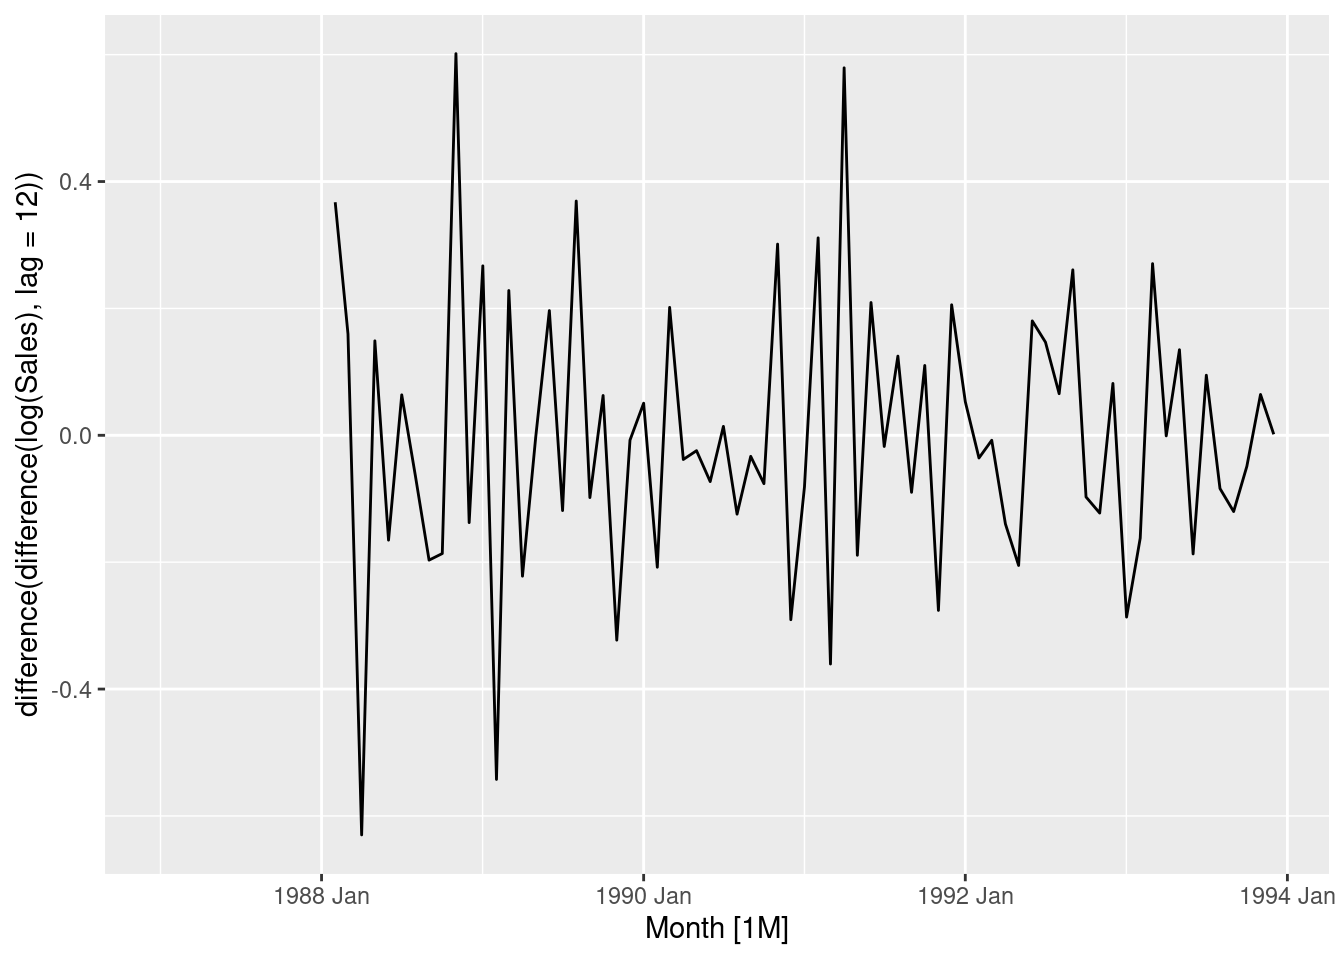 difference(difference(log(Sales), lag = 12))
0.4
0.0
-0.4
1988 Jan
1990 Jan
1992 Jan
1994 Jan
Month [1M]